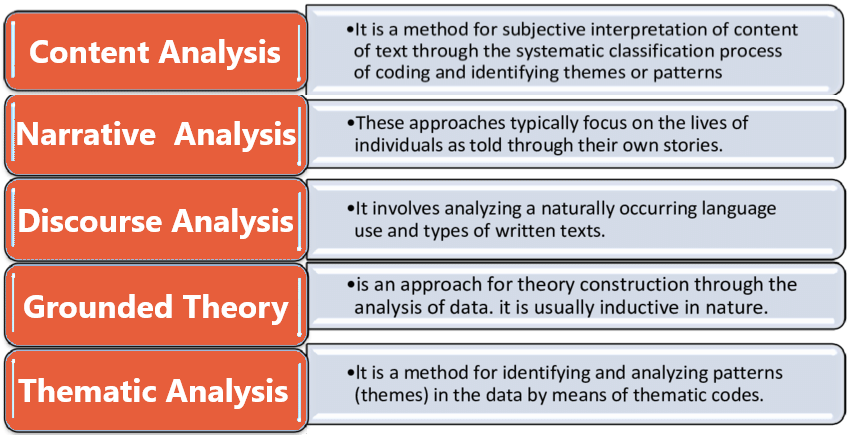 Content Analysis
•It is a method for subjective interpretation of content
of text through the systematic classification process
of coding and identifying themes or patterns
Narrative  Analysis
•These approaches typically focus on the lives of
individuals as told through their own stories.
Discourse Analysis
•It involves analyzing a naturally occurring language
use and types of written texts.
Grounded Theory
•is an approach for theory construction through the
analysis of data. it is usually inductive in nature.
Thematic Analysis
•It is a method for identifying and analyzing patterns
(themes) in the data by means of thematic codes.